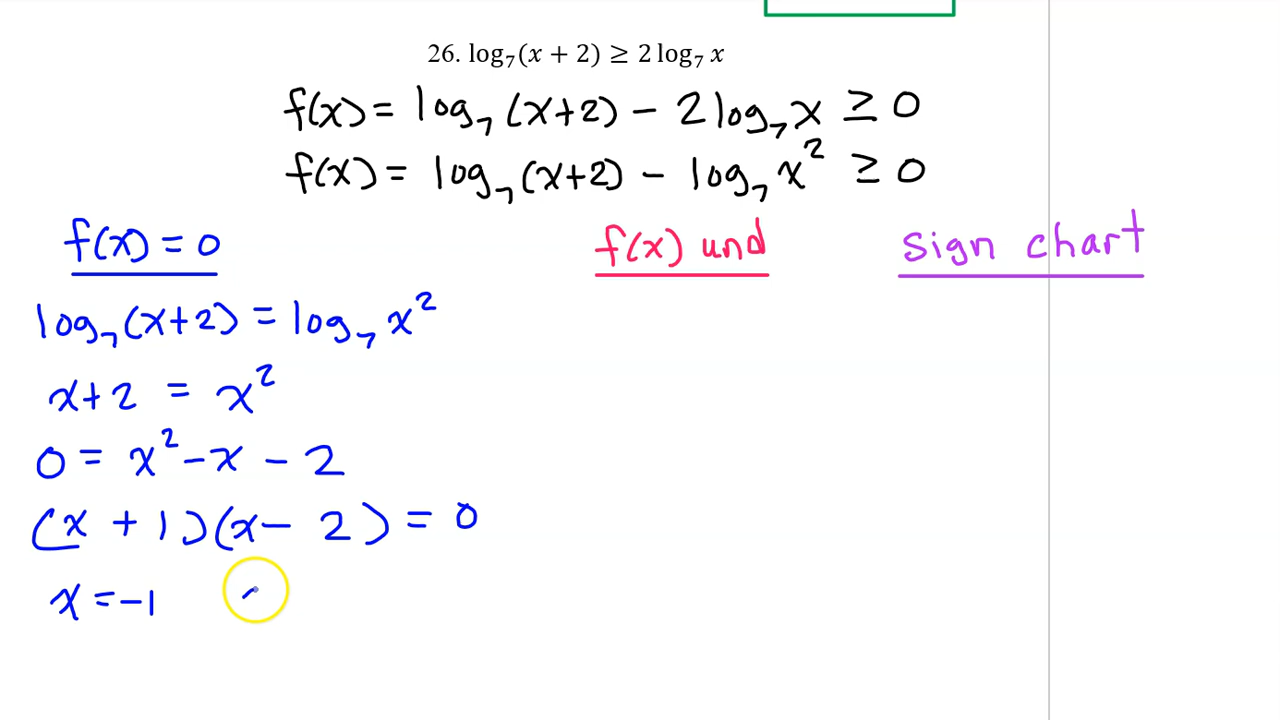 26. log₇(x + 2) ≥ 2 log₇ x
f(x) = log₇(x+2) − 2log₇x ≥ 0
f(x) = log₇(x+2) − log₇x² ≥ 0
f(x) = 0
f(x) und
sign chart
log₇(x+2) = log₇x²
x+2 = x²
0 = x² − x − 2
(x + 1)(x − 2) = 0
x = −1